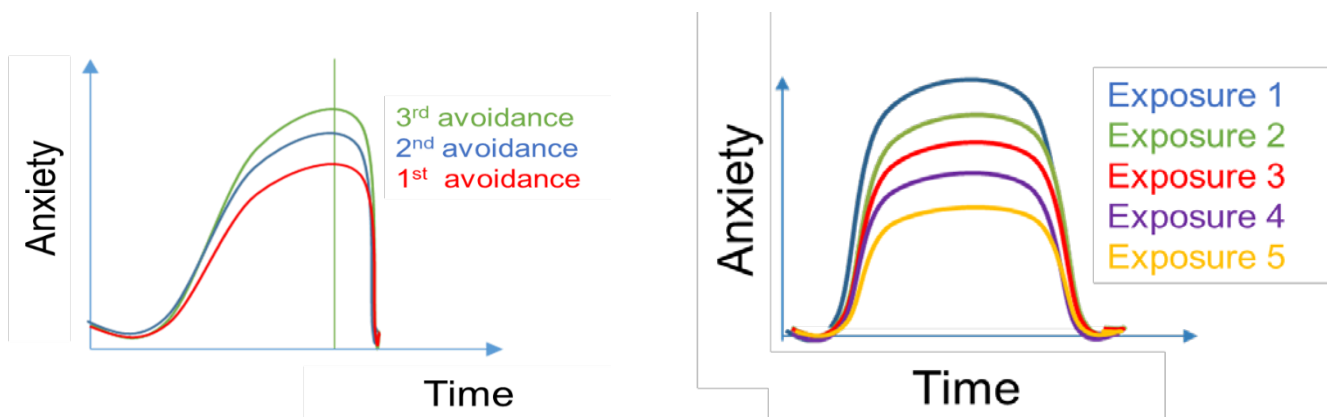 Anxiety
3rd avoidance
2nd avoidance
1st avoidance
Time
Anxiety
Exposure 1
Exposure 2
Exposure 3
Exposure 4
Exposure 5
Time